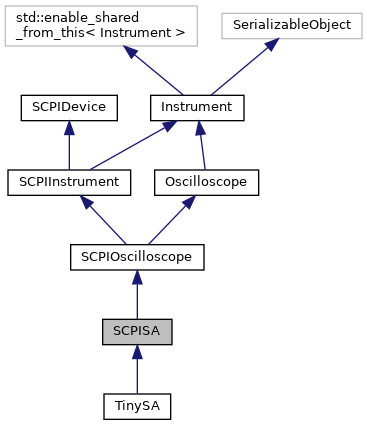 std::enable_shared
_from_this< Instrument >
SerializableObject
SCPIDevice
Instrument
SCPIInstrument
Oscilloscope
SCPIOscilloscope
SCPISA
TinySA